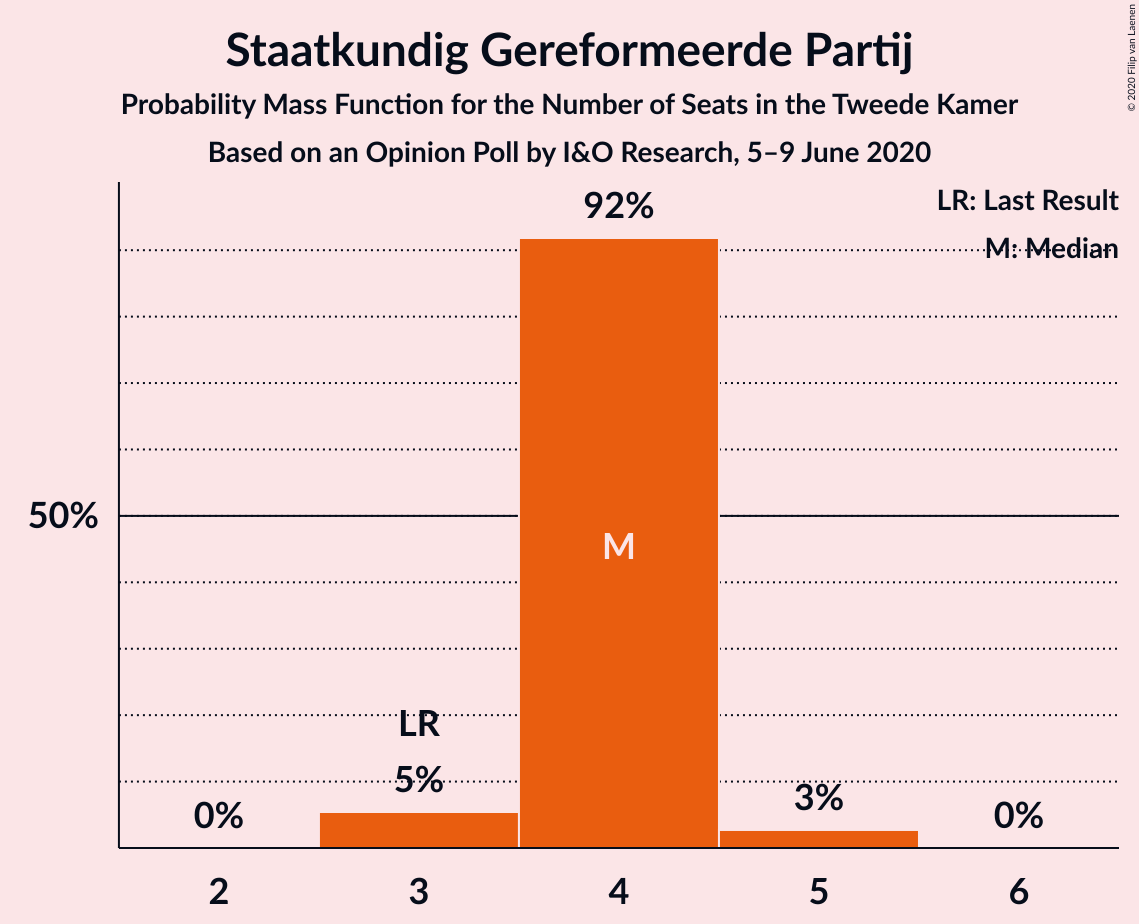 Staatkundig Gereformeerde Partij
Probability Mass Function for the Number of Seats in the Tweede Kamer
Based on an Opinion Poll by I&O Research, 5–9 June 2020
© 2020 Filip van Laenen
LR: Last Result
M: Median
92%
50%
M
LR
5%
0%
3%
0%
2
3
4
5
6